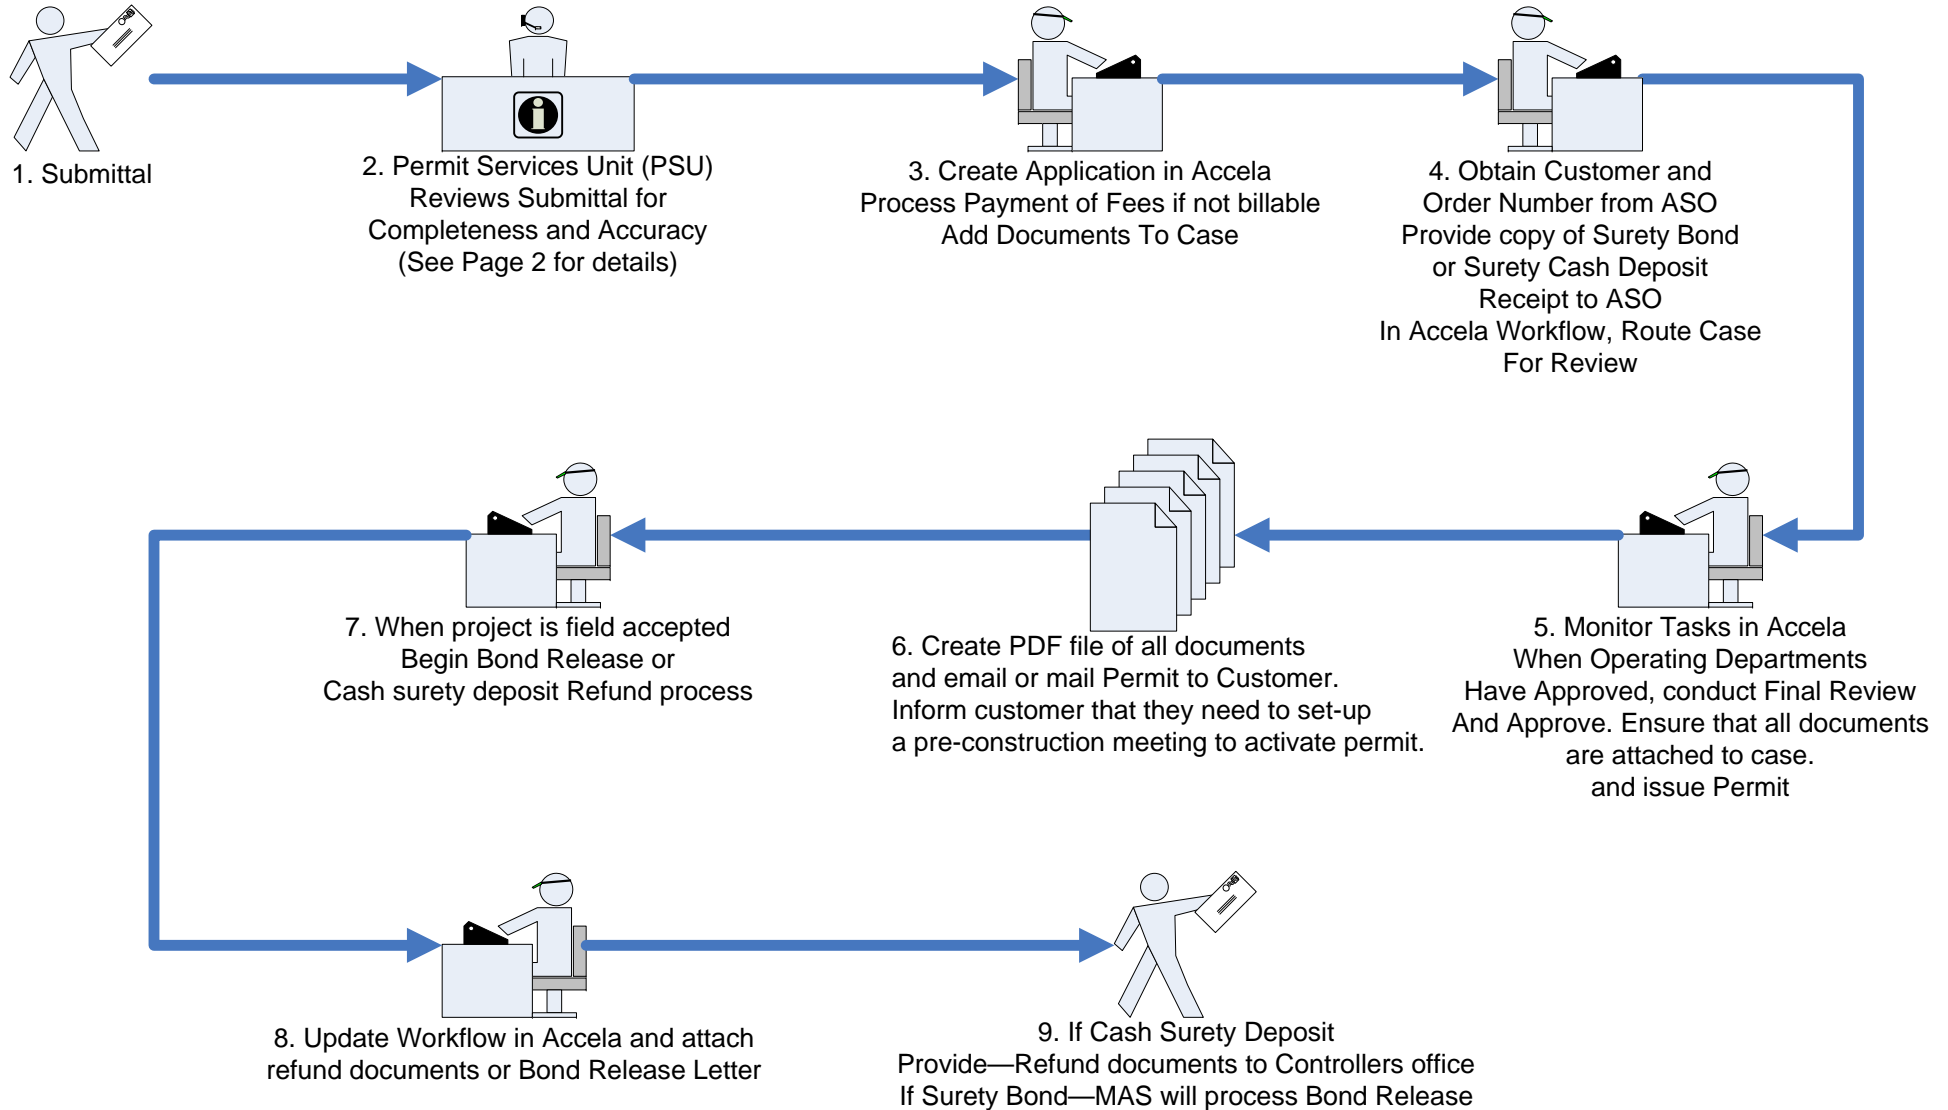 1. Submittal
2. Permit Services Unit (PSU)
Reviews Submittal for
Completeness and Accuracy
(See Page 2 for details)
3. Create Application in Accela
Process Payment of Fees if not billable
Add Documents To Case
4. Obtain Customer and
Order Number from ASO
Provide copy of Surety Bond
or Surety Cash Deposit
Receipt to ASO
In Accela Workflow, Route Case
For Review
5. Monitor Tasks in Accela
When Operating Departments
Have Approved, conduct Final Review
And Approve. Ensure that all documents
are attached to case.
and issue Permit
6. Create PDF file of all documents
and email or mail Permit to Customer.
Inform customer that they need to set-up
a pre-construction meeting to activate permit.
7. When project is field accepted
Begin Bond Release or
Cash surety deposit Refund process
8. Update Workflow in Accela and attach
refund documents or Bond Release Letter
9. If Cash Surety Deposit
Provide—Refund documents to Controllers office
If Surety Bond—MAS will process Bond Release